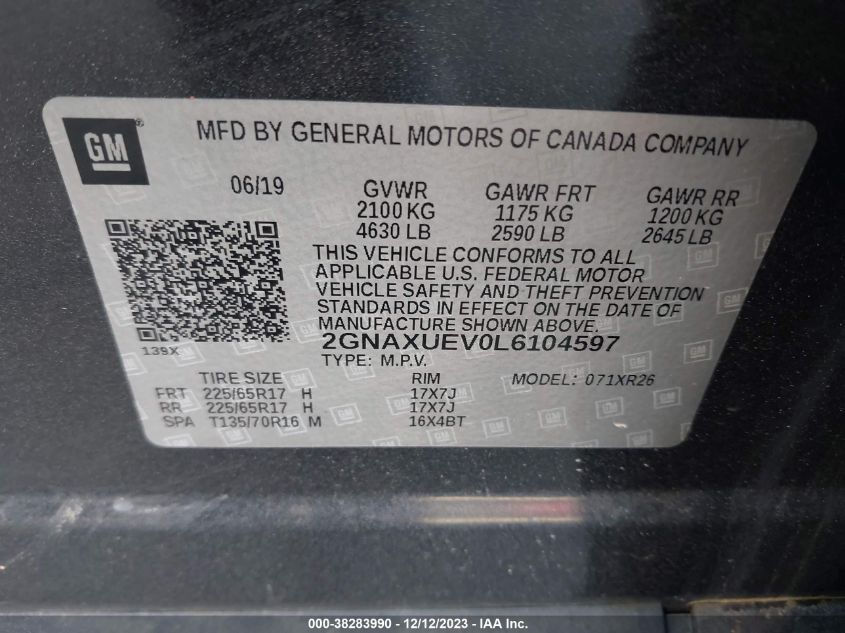 GM
MFD BY GENERAL MOTORS OF CANADA COMPANY
06/19 GVWR GAWR FRT GAWR RR
2100 KG 1175 KG 1200 KG
4630 LB 2590 LB 2645 LB
THIS VEHICLE CONFORMS TO ALL
APPLICABLE U.S. FEDERAL MOTOR
VEHICLE SAFETY AND THEFT PREVENTION
STANDARDS IN EFFECT ON THE DATE OF
MANUFACTURE SHOWN ABOVE.
139X 2GNAXUEV0L6104597
TYPE: M.P.V.
TIRE SIZE RIM MODEL: 071XR26
FRT 225/65R17 H 17X7J
RR 225/65R17 H 17X7J
SPA T135/70R16 M 16X4BT
000-38283990 - 12/12/2023 - IAA Inc.